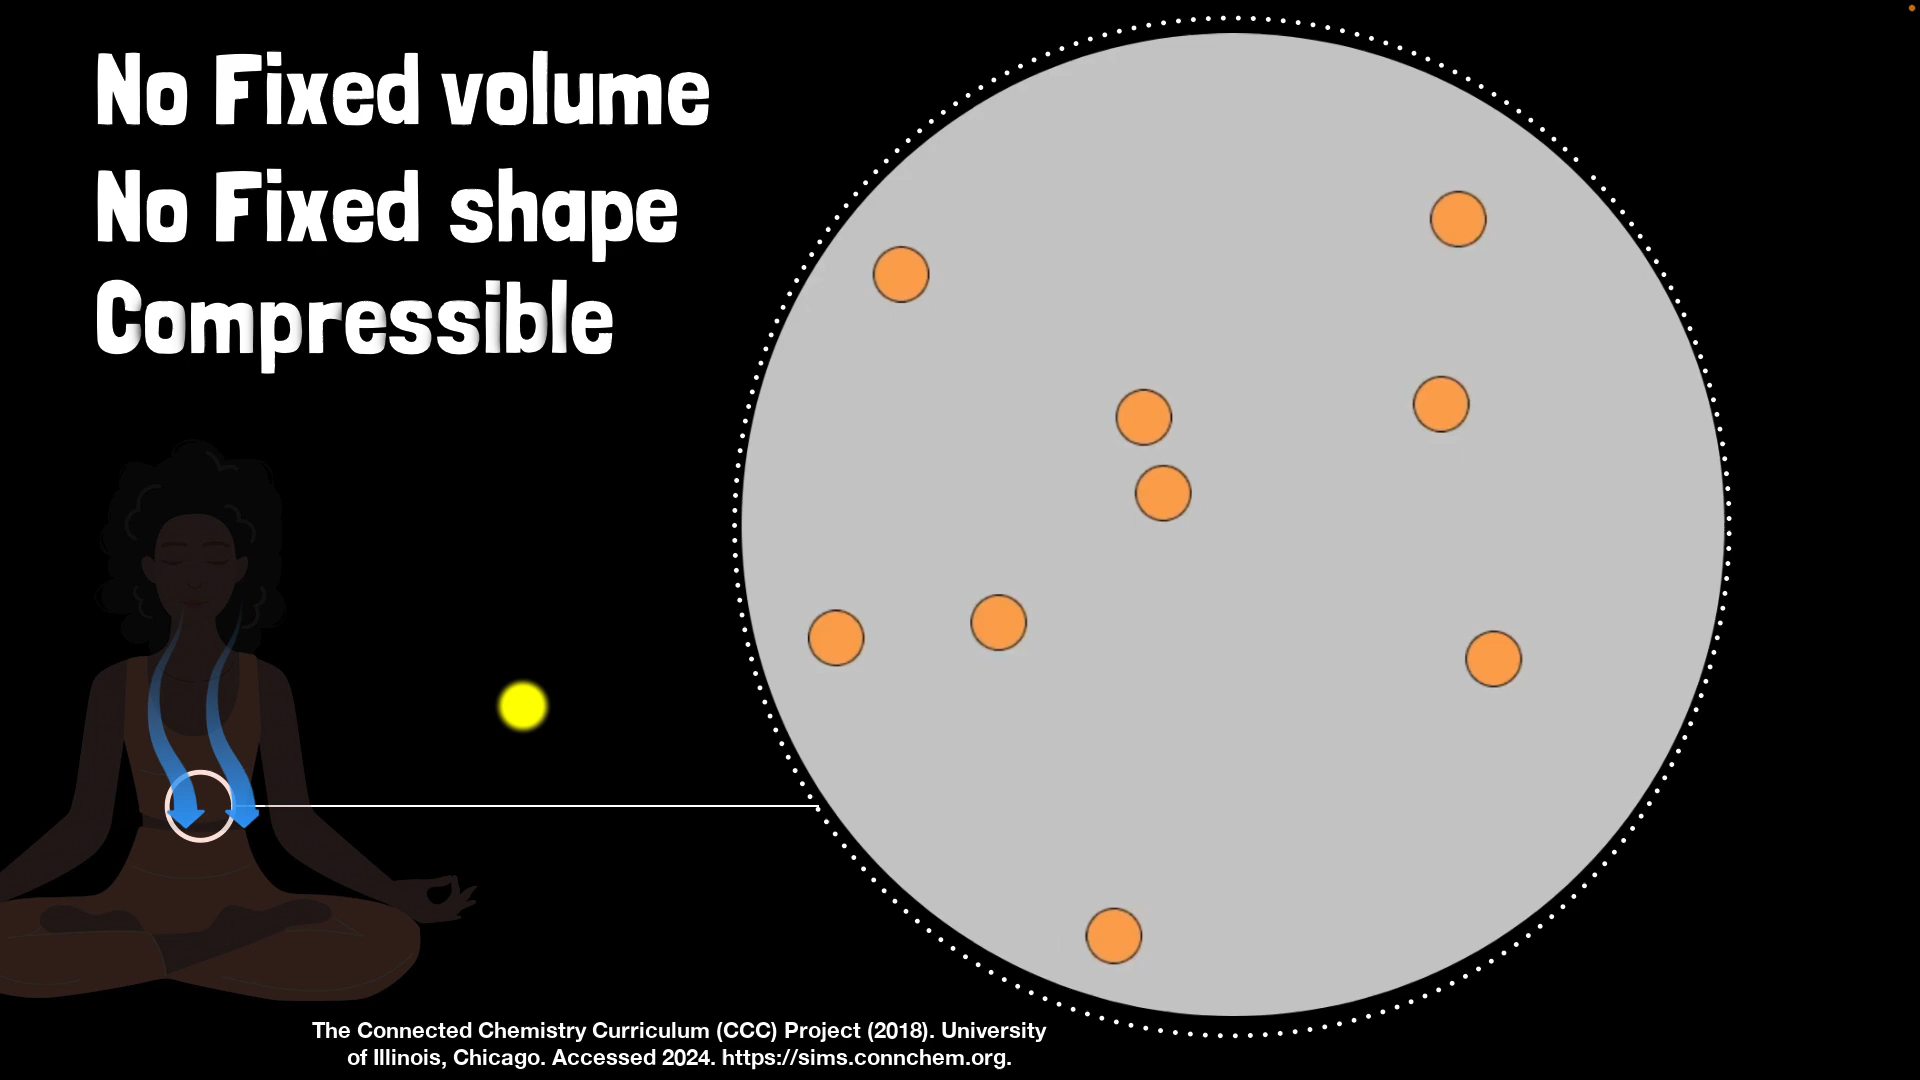 No Fixed volume
No Fixed shape
Compressible
The Connected Chemistry Curriculum (CCC) Project (2018). University
of Illinois, Chicago. Accessed 2024. https://sims.connchem.org.